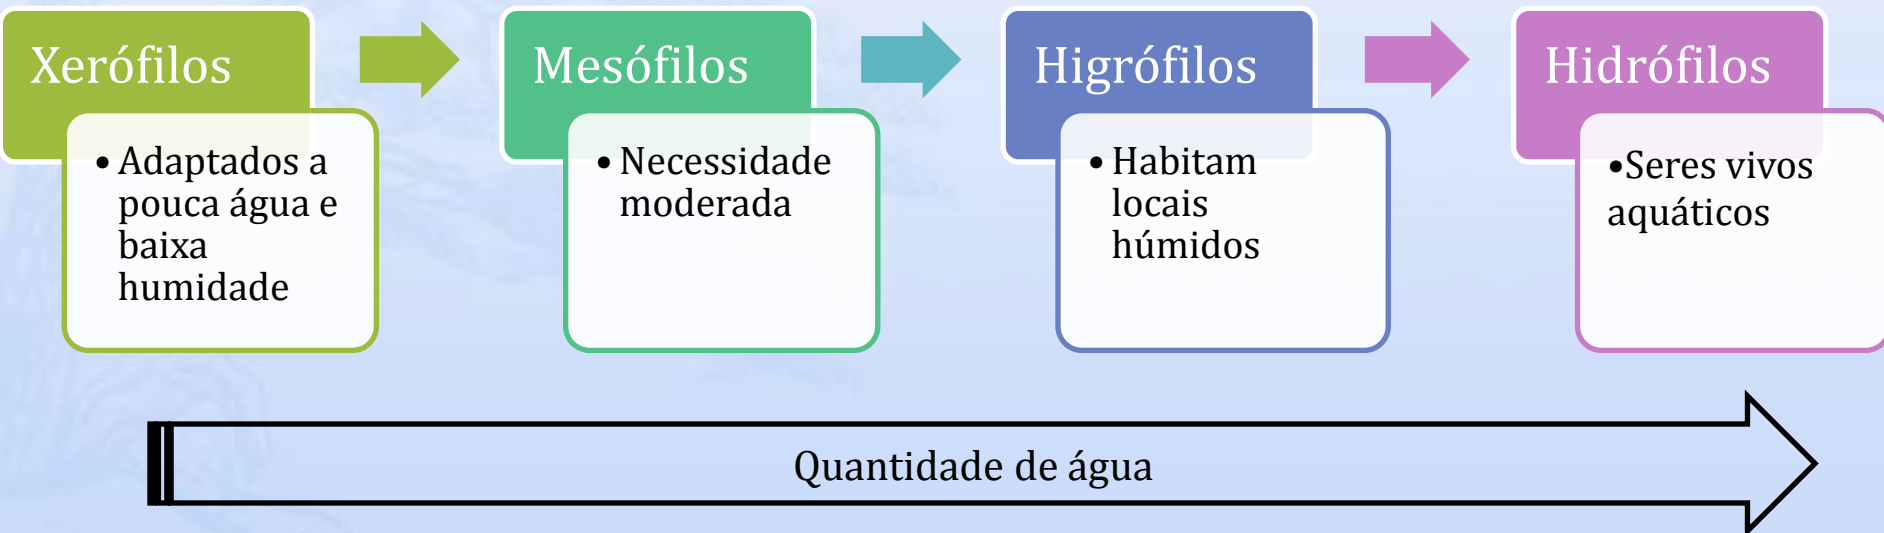 Xerófilos
• Adaptados a
pouca água e
baixa
humidade
Mesófilos
• Necessidade
moderada
Higrófilos
• Habitam
locais
húmidos
Hidrófilos
•Seres vivos
aquáticos
Quantidade de água